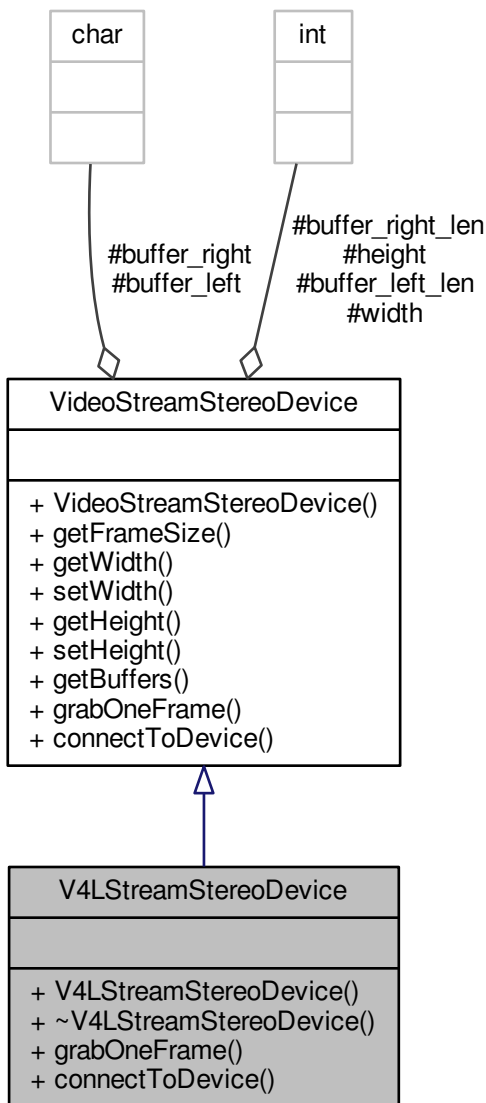 char
int
#buffer_right
#buffer_left
#buffer_right_len
#height
#buffer_left_len
#width
VideoStreamStereoDevice
+ VideoStreamStereoDevice()
+ getFrameSize()
+ getWidth()
+ setWidth()
+ getHeight()
+ setHeight()
+ getBuffers()
+ grabOneFrame()
+ connectToDevice()
V4LStreamStereoDevice
+ V4LStreamStereoDevice()
+ ~V4LStreamStereoDevice()
+ grabOneFrame()
+ connectToDevice()